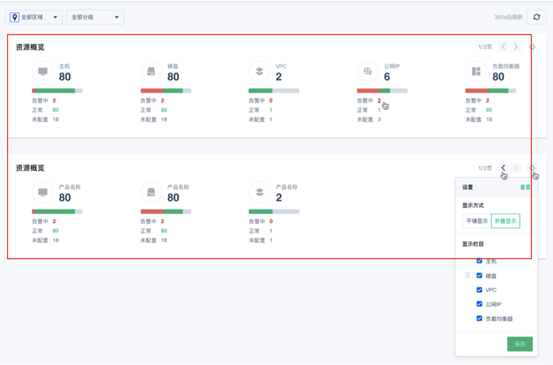 全部区域
全部分组
300s后刷新
资源概览
1/2页
主机
80
硬盘
80
VPC
2
公网IP
6
负载均衡器
80
告警中 2
正常 80
未配置 18
告警中 2
正常 80
未配置 18
告警中 0
正常 1
未配置 1
告警中 2
正常 1
未配置 3
告警中 2
正常 80
未配置 18
资源概览
1/2页
产品名称
80
产品名称
80
产品名称
2
告警中 2
正常 80
未配置 18
告警中 2
正常 80
未配置 18
告警中 0
正常 1
未配置 1
设置
重置
显示方式
平铺显示
折叠显示
显示栏目
主机
硬盘
VPC
公网IP
负载均衡器
保存